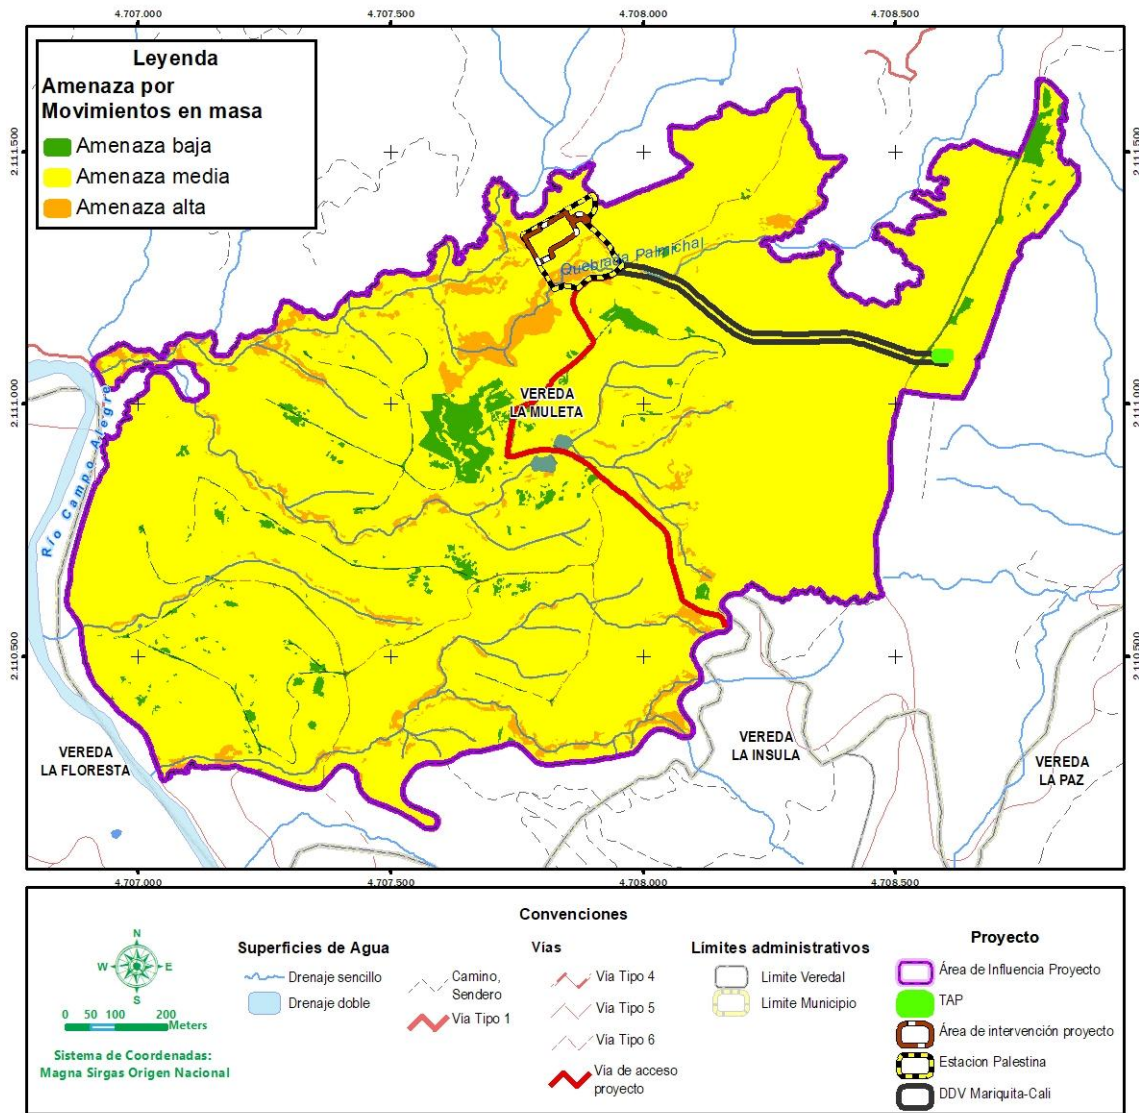 4.707.000
4.707.500
4.708.000
4.708.500
Leyenda
Amenaza por
Movimientos en masa
Amenaza baja
Amenaza media
Amenaza alta
2.111.500
2.111.500
Quebrada Palmichal
2.111.000
2.111.000
VEREDA
LA MULETA
Río Campo Alegre
2.110.500
2.110.500
VEREDA
LA FLORESTA
VEREDA
LA INSULA
VEREDA
LA PAZ
4.707.000
4.707.500
4.708.000
4.708.500
Convenciones
N
W
E
S
0 50 100 200
Meters
Sistema de Coordenadas:
Magna Sirgas Origen Nacional
Superficies de Agua
Drenaje sencillo
Drenaje doble
Vías
Camino,
Sendero
Via Tipo 1
Via Tipo 4
Via Tipo 5
Via Tipo 6
Via de acceso
proyecto
Límites administrativos
Limite Veredal
Limite Municipio
Proyecto
Área de Influencia Proyecto
TAP
Área de intervención proyecto
Estacion Palestina
DDV Mariquita-Cali